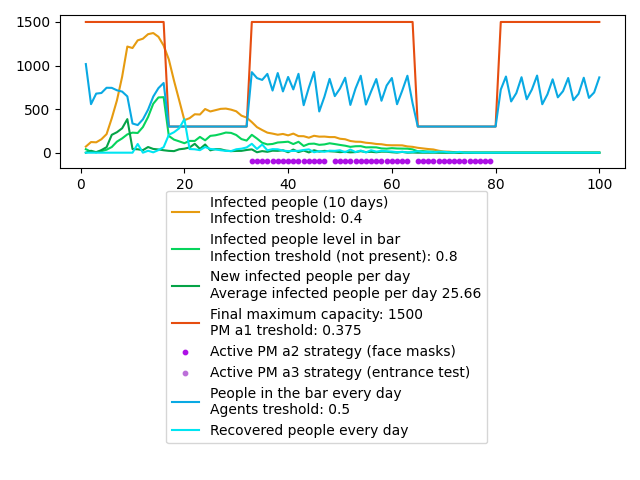 1500
1000
500
0
0
20
40
60
80
100
Infected people (10 days)
Infection treshold: 0.4
Infected people level in bar
Infection treshold (not present): 0.8
New infected people per day
Average infected people per day 25.66
Final maximum capacity: 1500
PM a1 treshold: 0.375
Active PM a2 strategy (face masks)
Active PM a3 strategy (entrance test)
People in the bar every day
Agents treshold: 0.5
Recovered people every day